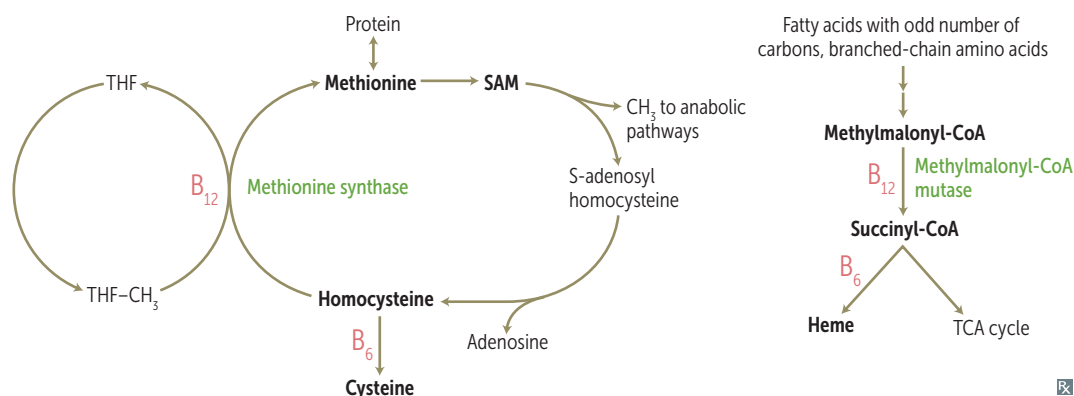 Protein
Methionine
SAM
THF
CH₃ to anabolic
pathways
B₁₂
Methionine synthase
S-adenosyl
homocysteine
THF–CH₃
Homocysteine
Adenosine
B₆
Cysteine
Fatty acids with odd number of
carbons, branched-chain amino acids
Methylmalonyl-CoA
B₁₂
Methylmalonyl-CoA
mutase
Succinyl-CoA
B₆
Heme
TCA cycle
Rx